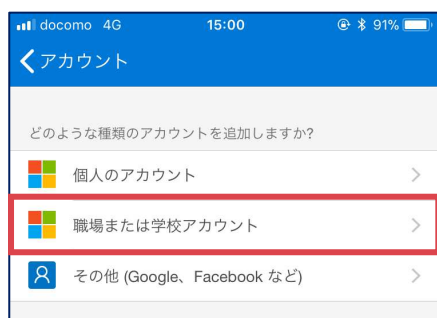 docomo 4G 15:00 91%
アカウント
どのような種類のアカウントを追加しますか?
個人のアカウント
職場または学校アカウント
その他 (Google、Facebook など)